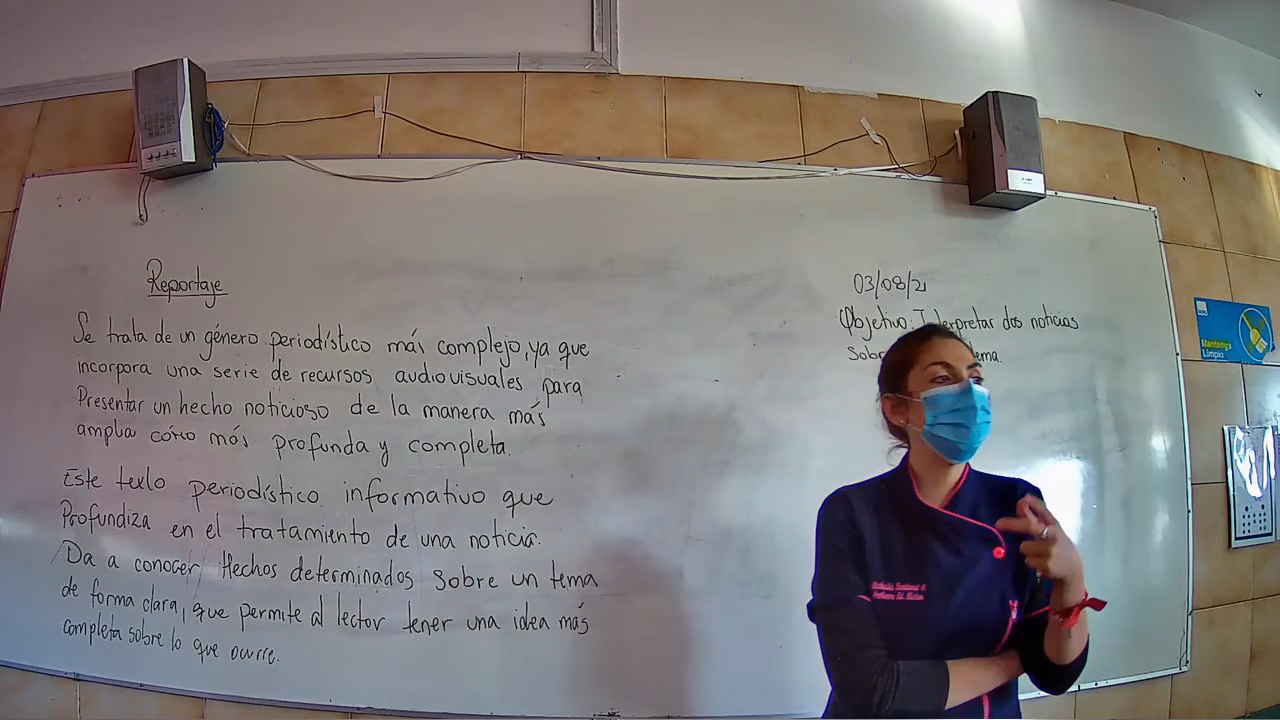 Reportaje
Se trata de un género periodístico más complejo, ya que
incorpora una serie de recursos audiovisuales para
Presentar un hecho noticioso de la manera más
amplia cómo más profunda y completa.
Este texto periodístico informativo que
Profundiza en el tratamiento de una noticia.
Da a conocer Hechos determinados sobre un tema
de forma clara, que permite al lector tener una idea más
completa sobre lo que ocurre.
03/08/21
Objetivo: Interpretar dos noticias
Sobre tema.
Mantenga
Limpio